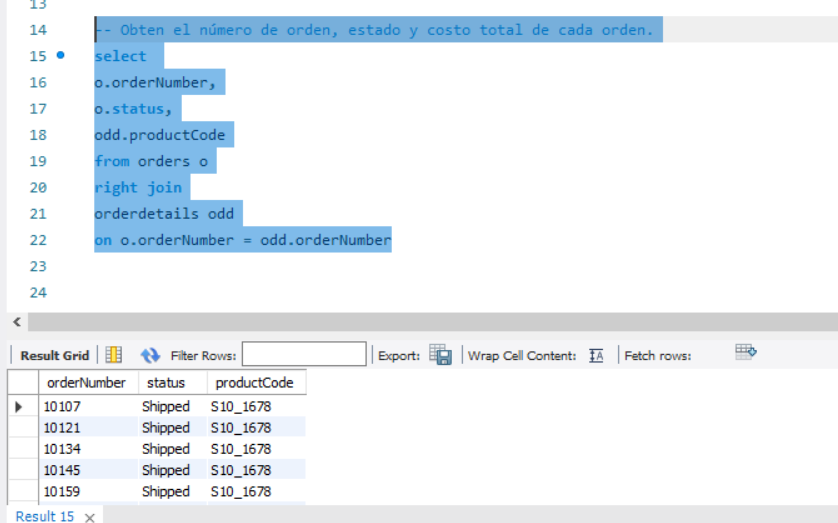 13
14 -- Obten el número de orden, estado y costo total de cada orden.
15 select
16 o.orderNumber,
17 o.status,
18 odd.productCode
19 from orders o
20 right join
21 orderdetails odd
22 on o.orderNumber = odd.orderNumber
23
24
Result Grid Filter Rows: Export: Wrap Cell Content: IA Fetch rows:
orderNumber status productCode
10107 Shipped S10_1678
10121 Shipped S10_1678
10134 Shipped S10_1678
10145 Shipped S10_1678
10159 Shipped S10_1678
Result 15 ×